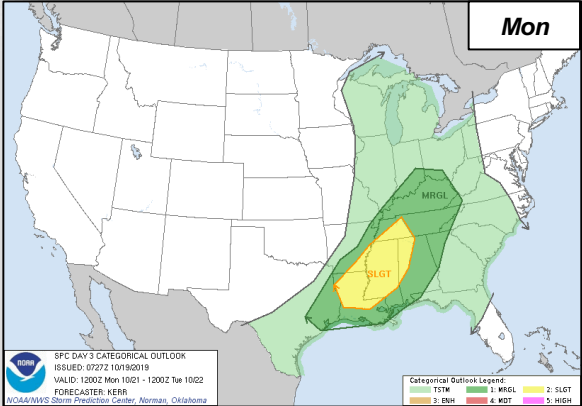 Mon
MRGL
SLGT
NOAA
SPC DAY 3 CATEGORICAL OUTLOOK
ISSUED: 0727Z 10/19/2019
VALID: 1200Z Mon 10/21 - 1200Z Tue 10/22
FORECASTER: KERR
NOAA/NWS Storm Prediction Center, Norman, Oklahoma
Categorical Outlook Legend:
TSTM 1: MRGL 2: SLGT
3: ENH 4: MDT 5: HIGH